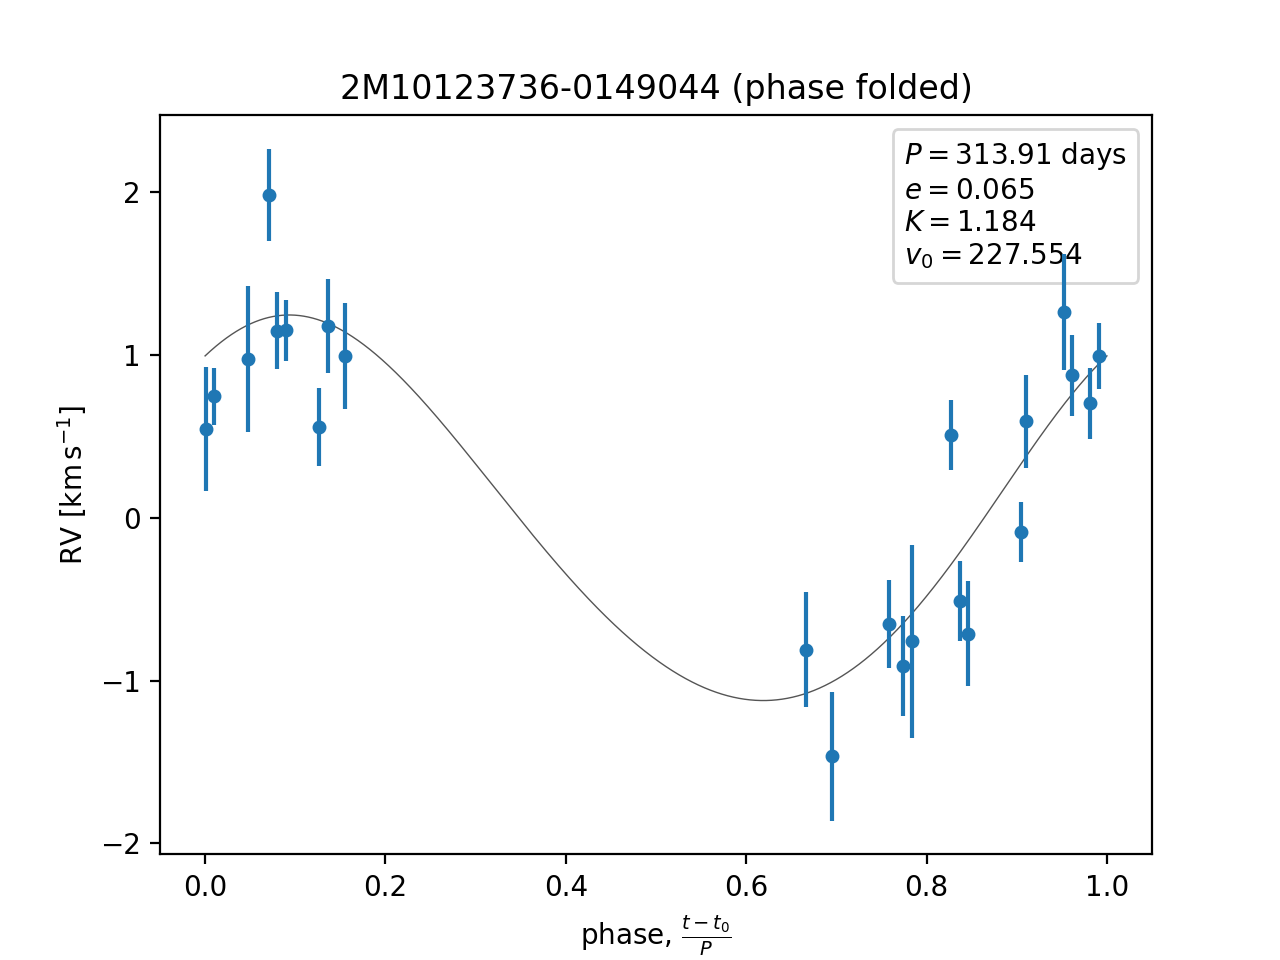 2M10123736-0149044 (phase folded)
P = 313.91 days
e = 0.065
K = 1.184
v₀ = 227.554
2
1
0
−1
−2
RV [km s⁻¹]
0.0 0.2 0.4 0.6 0.8 1.0
phase, (t − t₀)/P